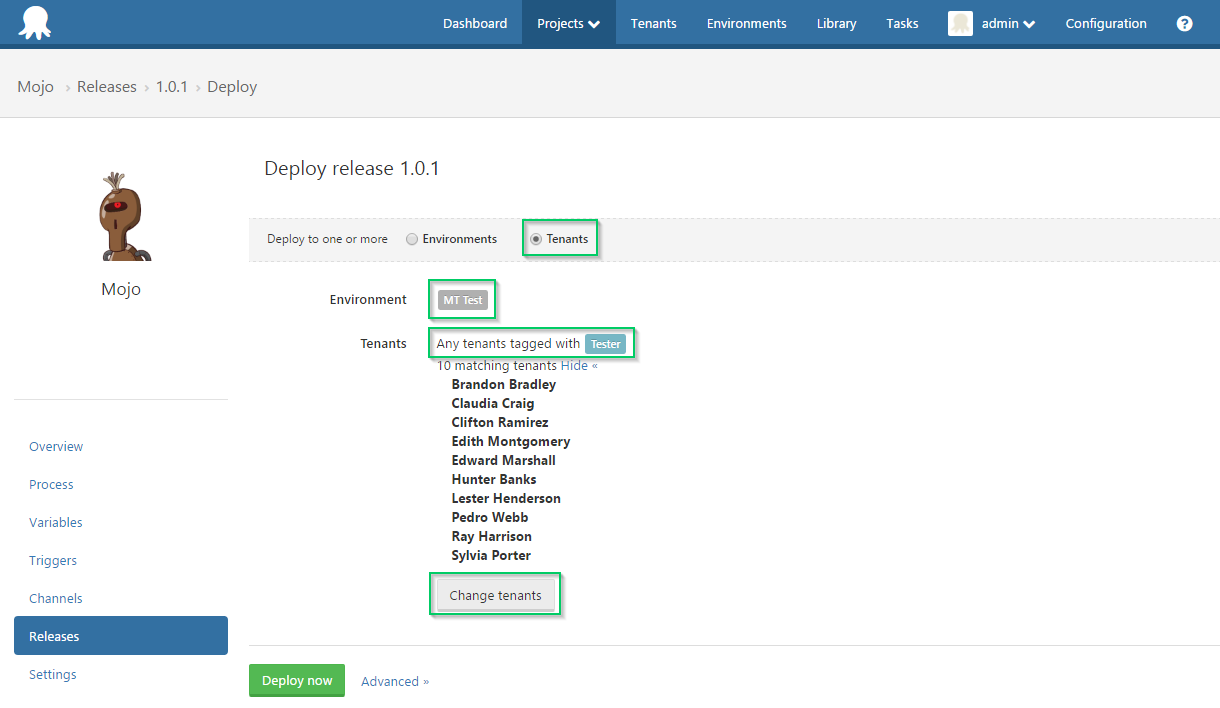 Dashboard Projects Tenants Environments Library Tasks admin Configuration ?
Mojo › Releases › 1.0.1 › Deploy
Deploy release 1.0.1
Deploy to one or more Environments Tenants
Mojo
Environment MT Test
Tenants Any tenants tagged with Tester
10 matching tenants Hide «
Brandon Bradley
Claudia Craig
Clifton Ramirez
Edith Montgomery
Edward Marshall
Hunter Banks
Lester Henderson
Pedro Webb
Ray Harrison
Sylvia Porter
Change tenants
Overview
Process
Variables
Triggers
Channels
Releases
Settings
Deploy now Advanced »